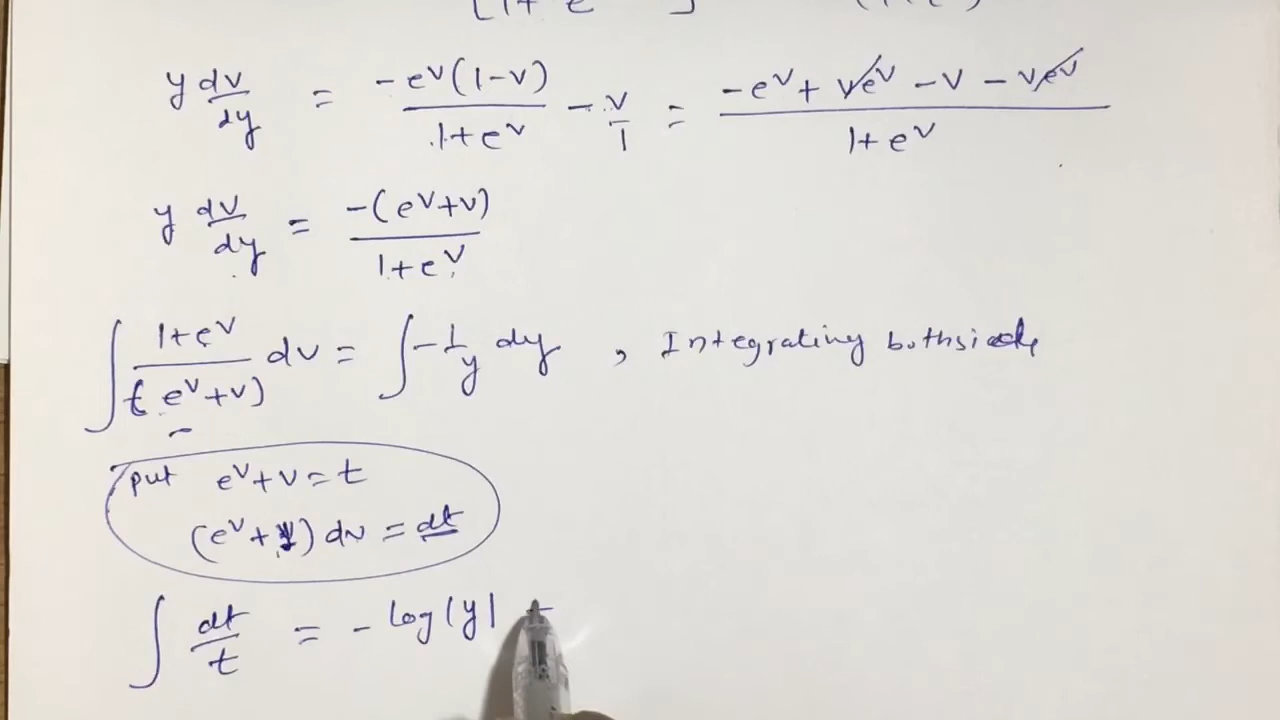 y dv/dy = -e^v(1-v)/1+e^v - v/1 = -e^v + ve^v - v - ve^v/1+e^v
y dv/dy = -(e^v+v)/1+e^v
∫ 1+e^v/(e^v+v) dv = ∫ -1/y dy , Integrating bothside
put e^v+v=t
(e^v+1) dv = dt
∫ dt/t = - log|y| +